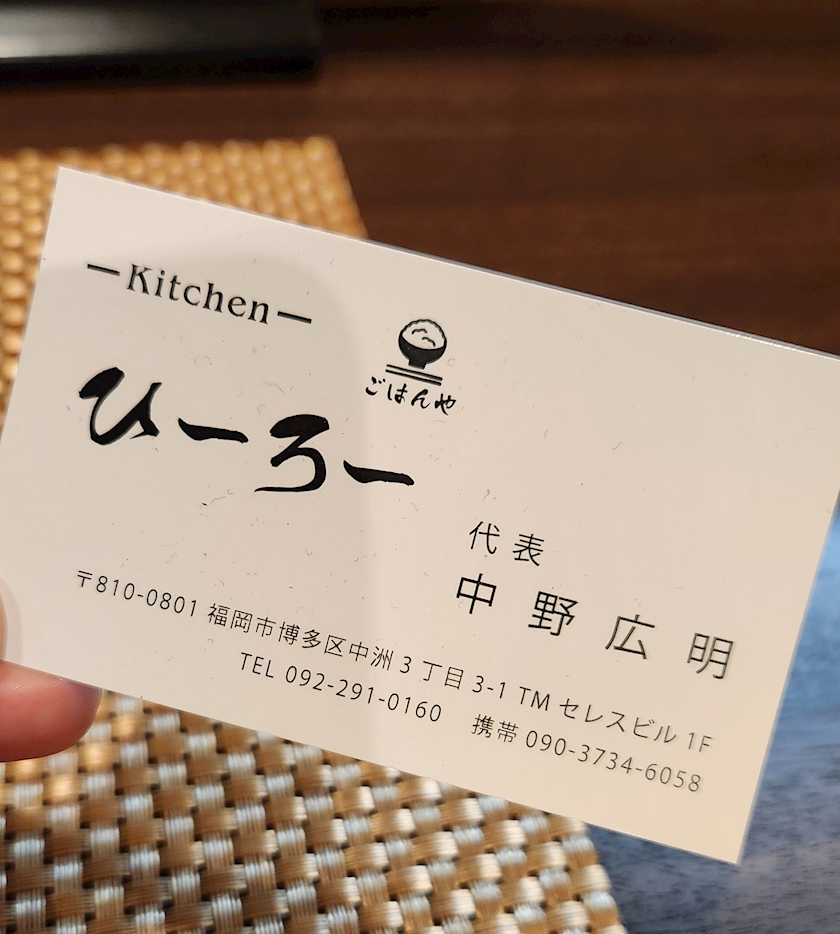 —Kitchen—
ごはんや
ひーろー
代表
中野広明
〒810-0801 福岡市博多区中洲3丁目3-1 TMセレスビル 1F
TEL 092-291-0160 携帯 090-3734-6058